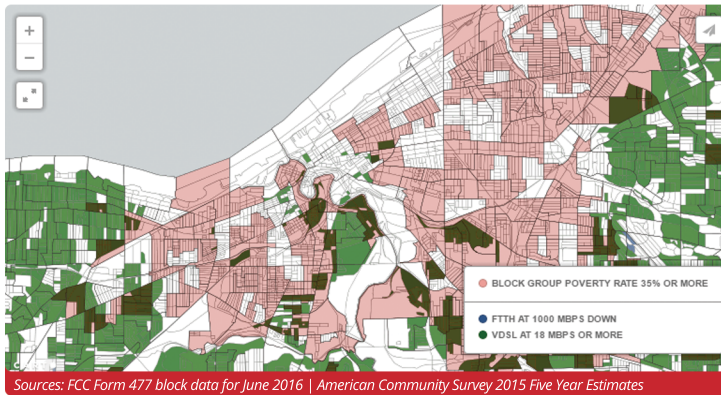 +
−
BLOCK GROUP POVERTY RATE 35% OR MORE
FTTH AT 1000 MBPS DOWN
VDSL AT 18 MBPS OR MORE
Sources: FCC Form 477 block data for June 2016 | American Community Survey 2015 Five Year Estimates